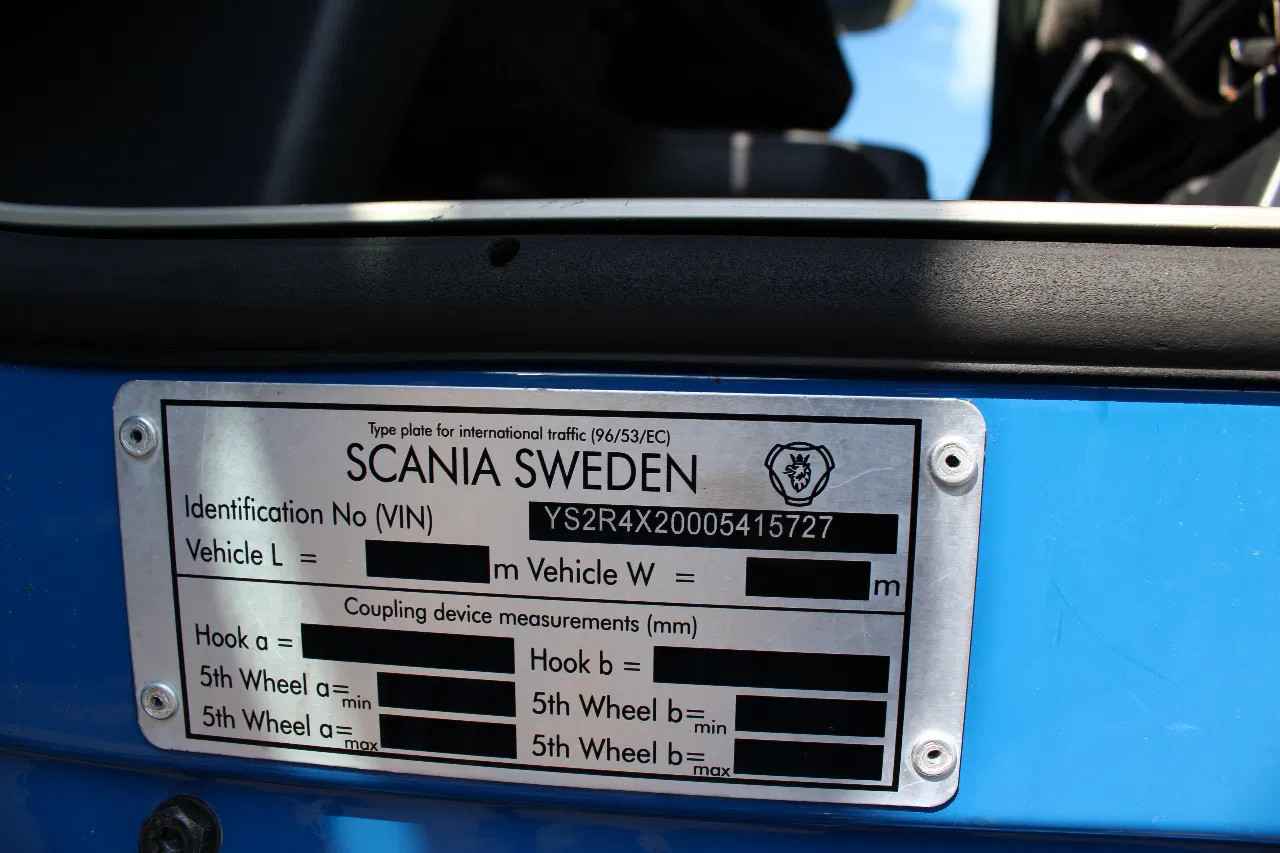 Type plate for international traffic (96/53/EC)
SCANIA SWEDEN
Identification No (VIN) YS2R4X20005415727
Vehicle L = m Vehicle W = m
Coupling device measurements (mm)
Hook a = Hook b =
5th Wheel a=min 5th Wheel b=min
5th Wheel a=max 5th Wheel b=max